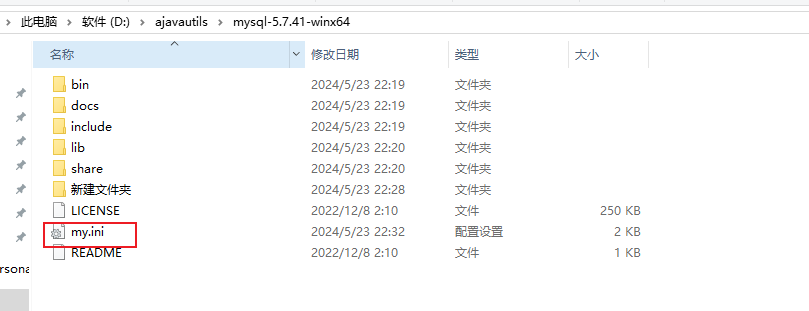 此电脑 > 软件 (D:) > ajavautils > mysql-5.7.41-winx64
名称 修改日期 类型 大小
bin 2024/5/23 22:19 文件夹
docs 2024/5/23 22:19 文件夹
include 2024/5/23 22:19 文件夹
lib 2024/5/23 22:20 文件夹
share 2024/5/23 22:20 文件夹
新建文件夹 2024/5/23 22:28 文件夹
LICENSE 2022/12/8 2:10 文件 250 KB
my.ini 2024/5/23 22:32 配置设置 2 KB
README 2022/12/8 2:10 文件 1 KB
ersona